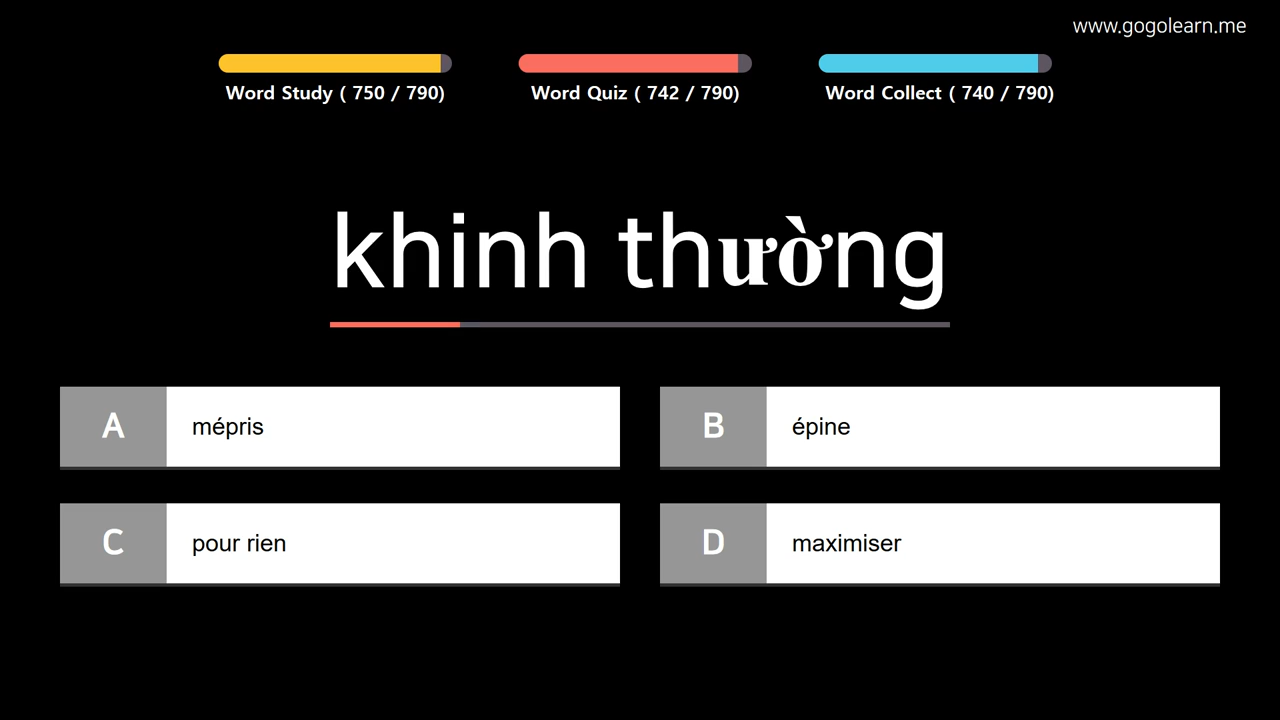 www.gogolearn.me
Word Study ( 750 / 790)
Word Quiz ( 742 / 790)
Word Collect ( 740 / 790)
khinh thường
A mépris
B épine
C pour rien
D maximiser